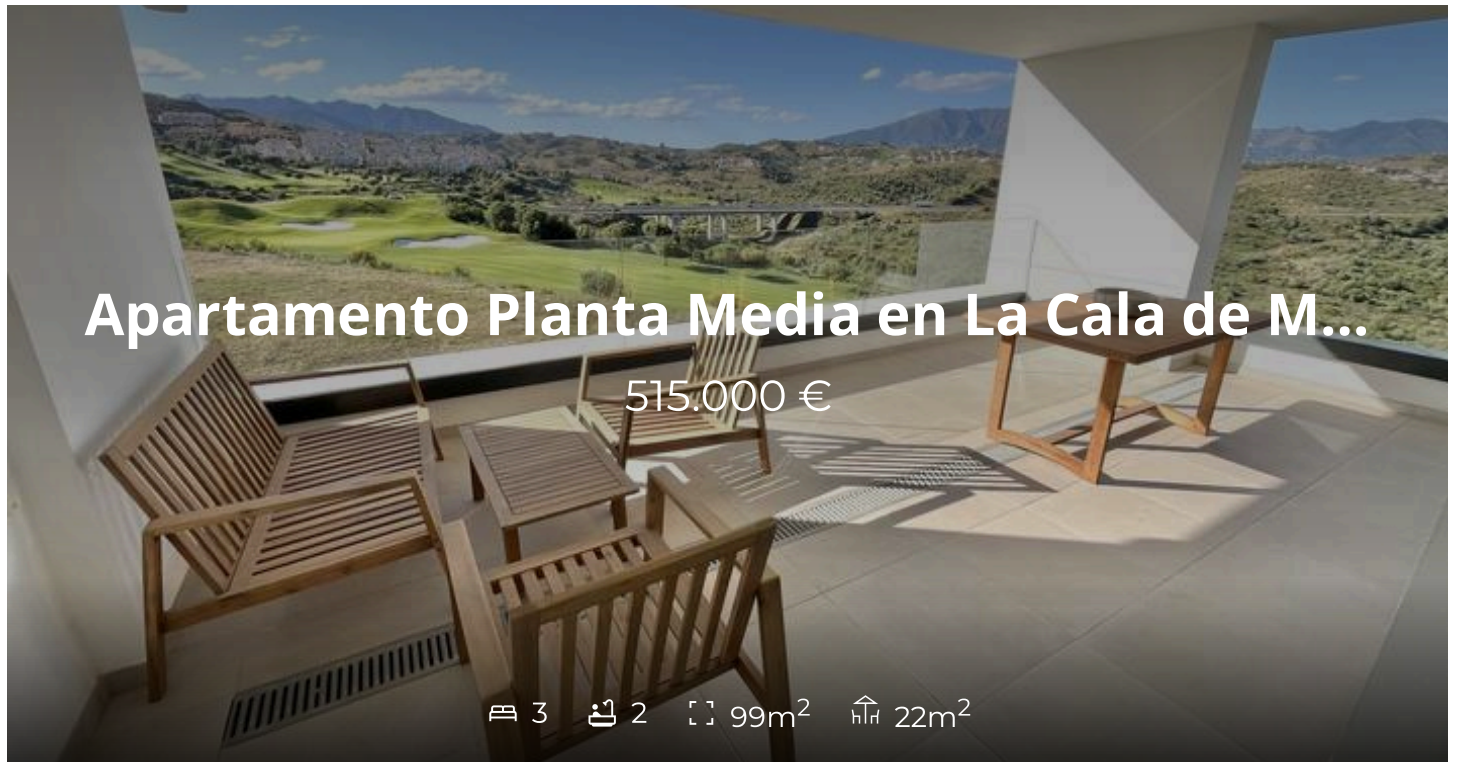 Apartamento Planta Media en La Cala de M...
515.000 €
3 2 99m² 22m²